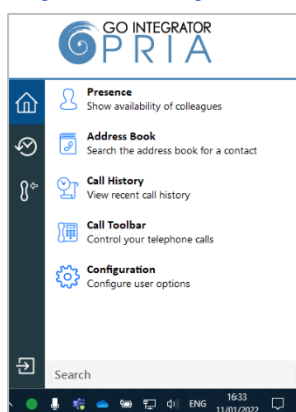 GO INTEGRATOR
PRIA
Presence
Show availability of colleagues
Address Book
Search the address book for a contact
Call History
View recent call history
Call Toolbar
Control your telephone calls
Configuration
Configure user options
Search
ENG
16:33
11/01/2022